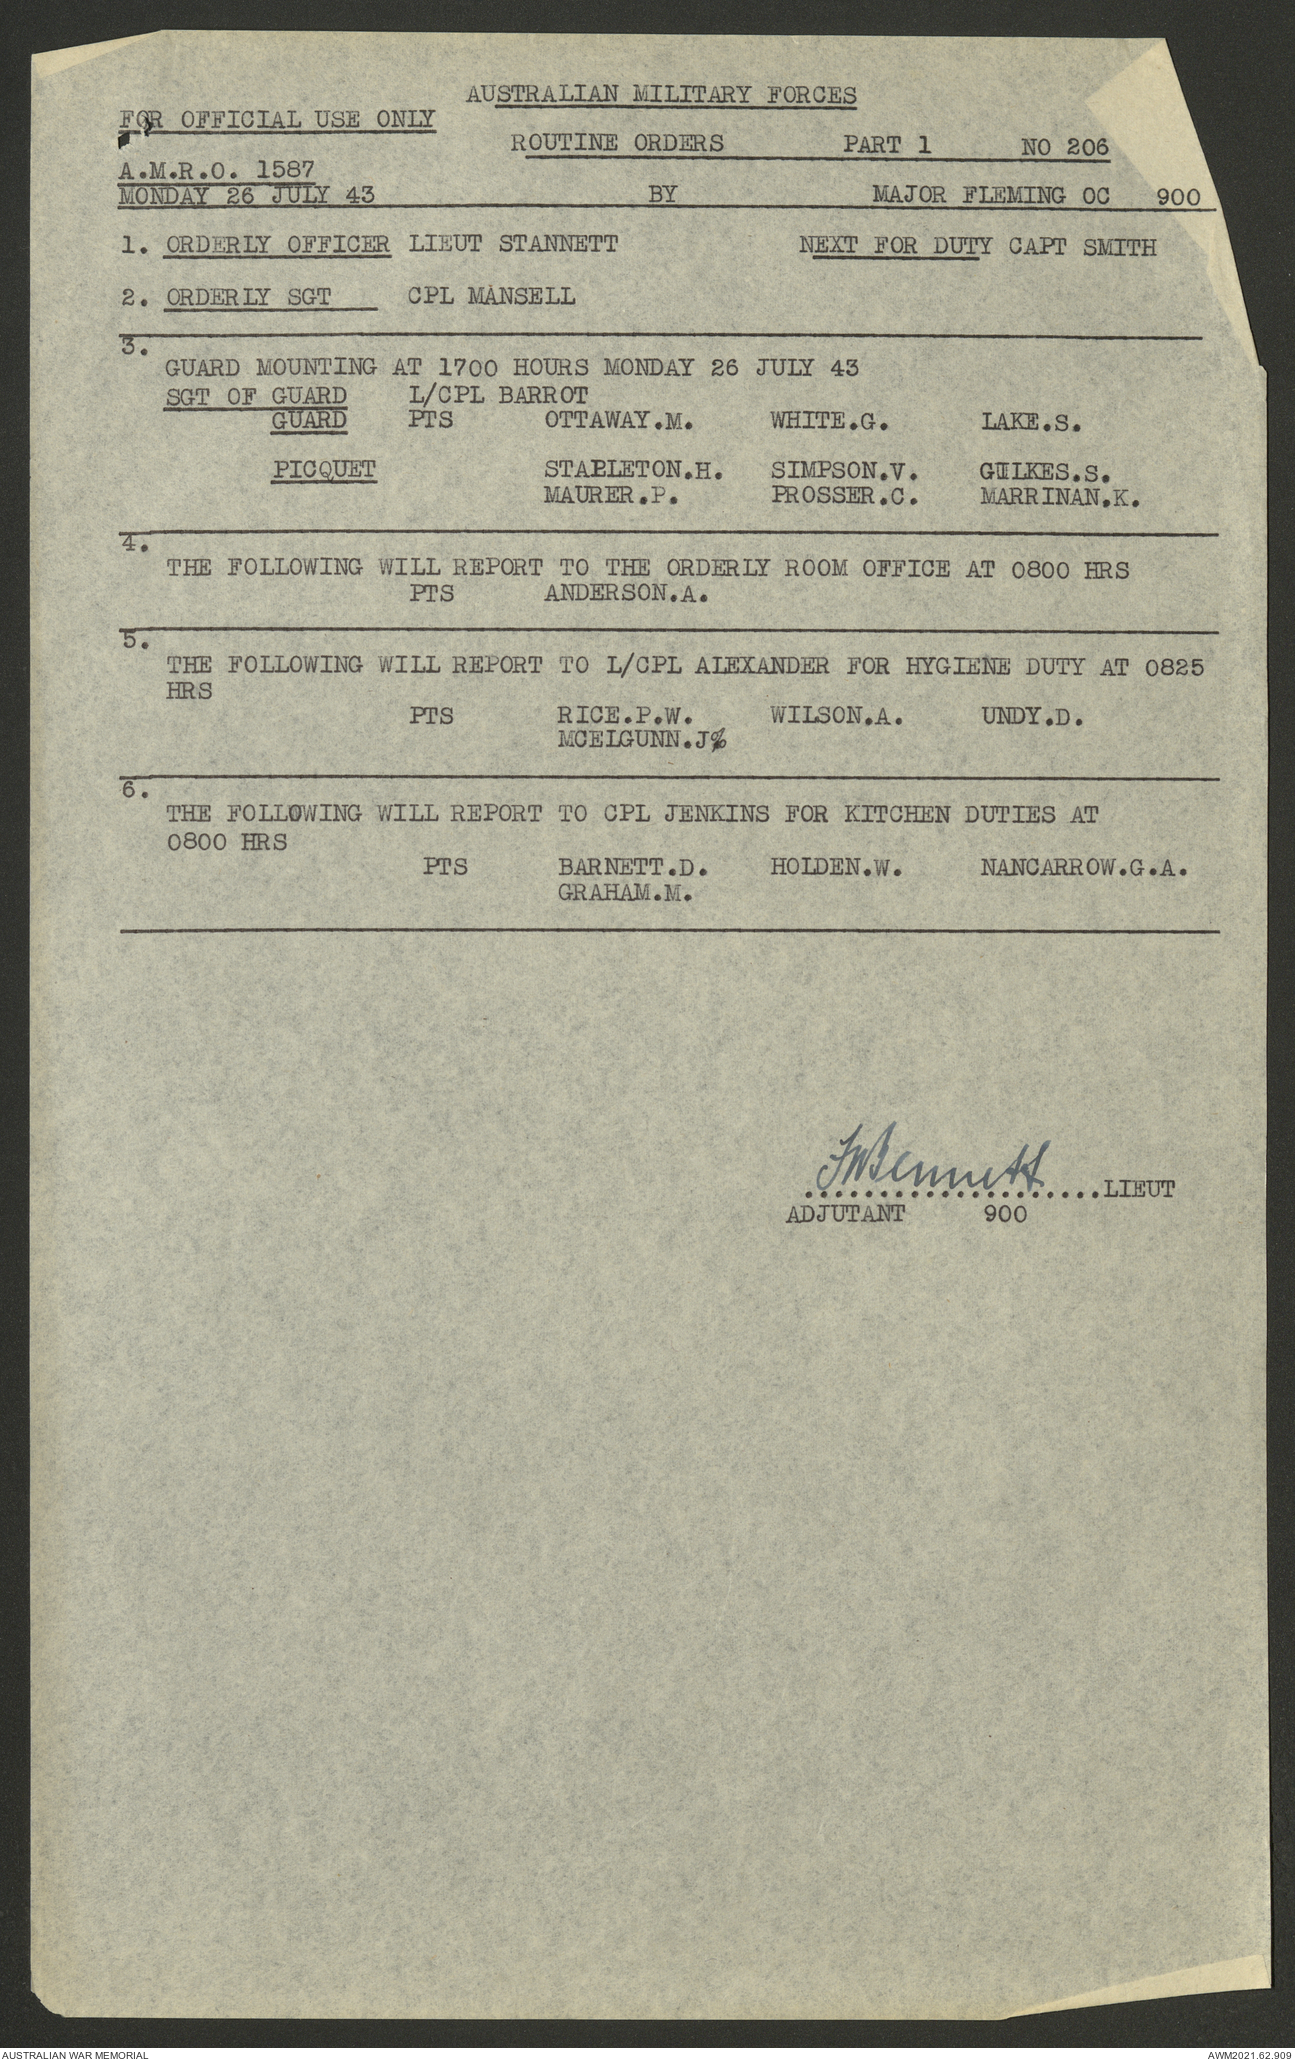 AUSTRALIAN MILITARY FORCES
FOR OFFICIAL USE ONLY
ROUTINE ORDERS PART 1 NO 206
A.M.R.O. 1587
MONDAY 26 JULY 43 BY MAJOR FLEMING OC 900
1. ORDERLY OFFICER LIEUT STANNETT NEXT FOR DUTY CAPT SMITH
2. ORDERLY SGT CPL MANSELL
3.
GUARD MOUNTING AT 1700 HOURS MONDAY 26 JULY 43
SGT OF GUARD L/CPL BARROT
GUARD PTS OTTAWAY.M. WHITE.G. LAKE.S.
PICQUET STAPLETON.H. SIMPSON.V. GUILKES.S.
MAURER.P. PROSSER.C. MARRINAN.K.
4.
THE FOLLOWING WILL REPORT TO THE ORDERLY ROOM OFFICE AT 0800 HRS
PTS ANDERSON.A.
5.
THE FOLLOWING WILL REPORT TO L/CPL ALEXANDER FOR HYGIENE DUTY AT 0825
HRS
PTS RICE.P.W. WILSON.A. UNDY.D.
MCELGUNN.J%
6.
THE FOLLOWING WILL REPORT TO CPL JENKINS FOR KITCHEN DUTIES AT
0800 HRS
PTS BARNETT.D. HOLDEN.W. NANCARROW.G.A.
GRAHAM.M.
Bennett
....................LIEUT
ADJUTANT 900
AUSTRALIAN WAR MEMORIAL AWM2021.62.909